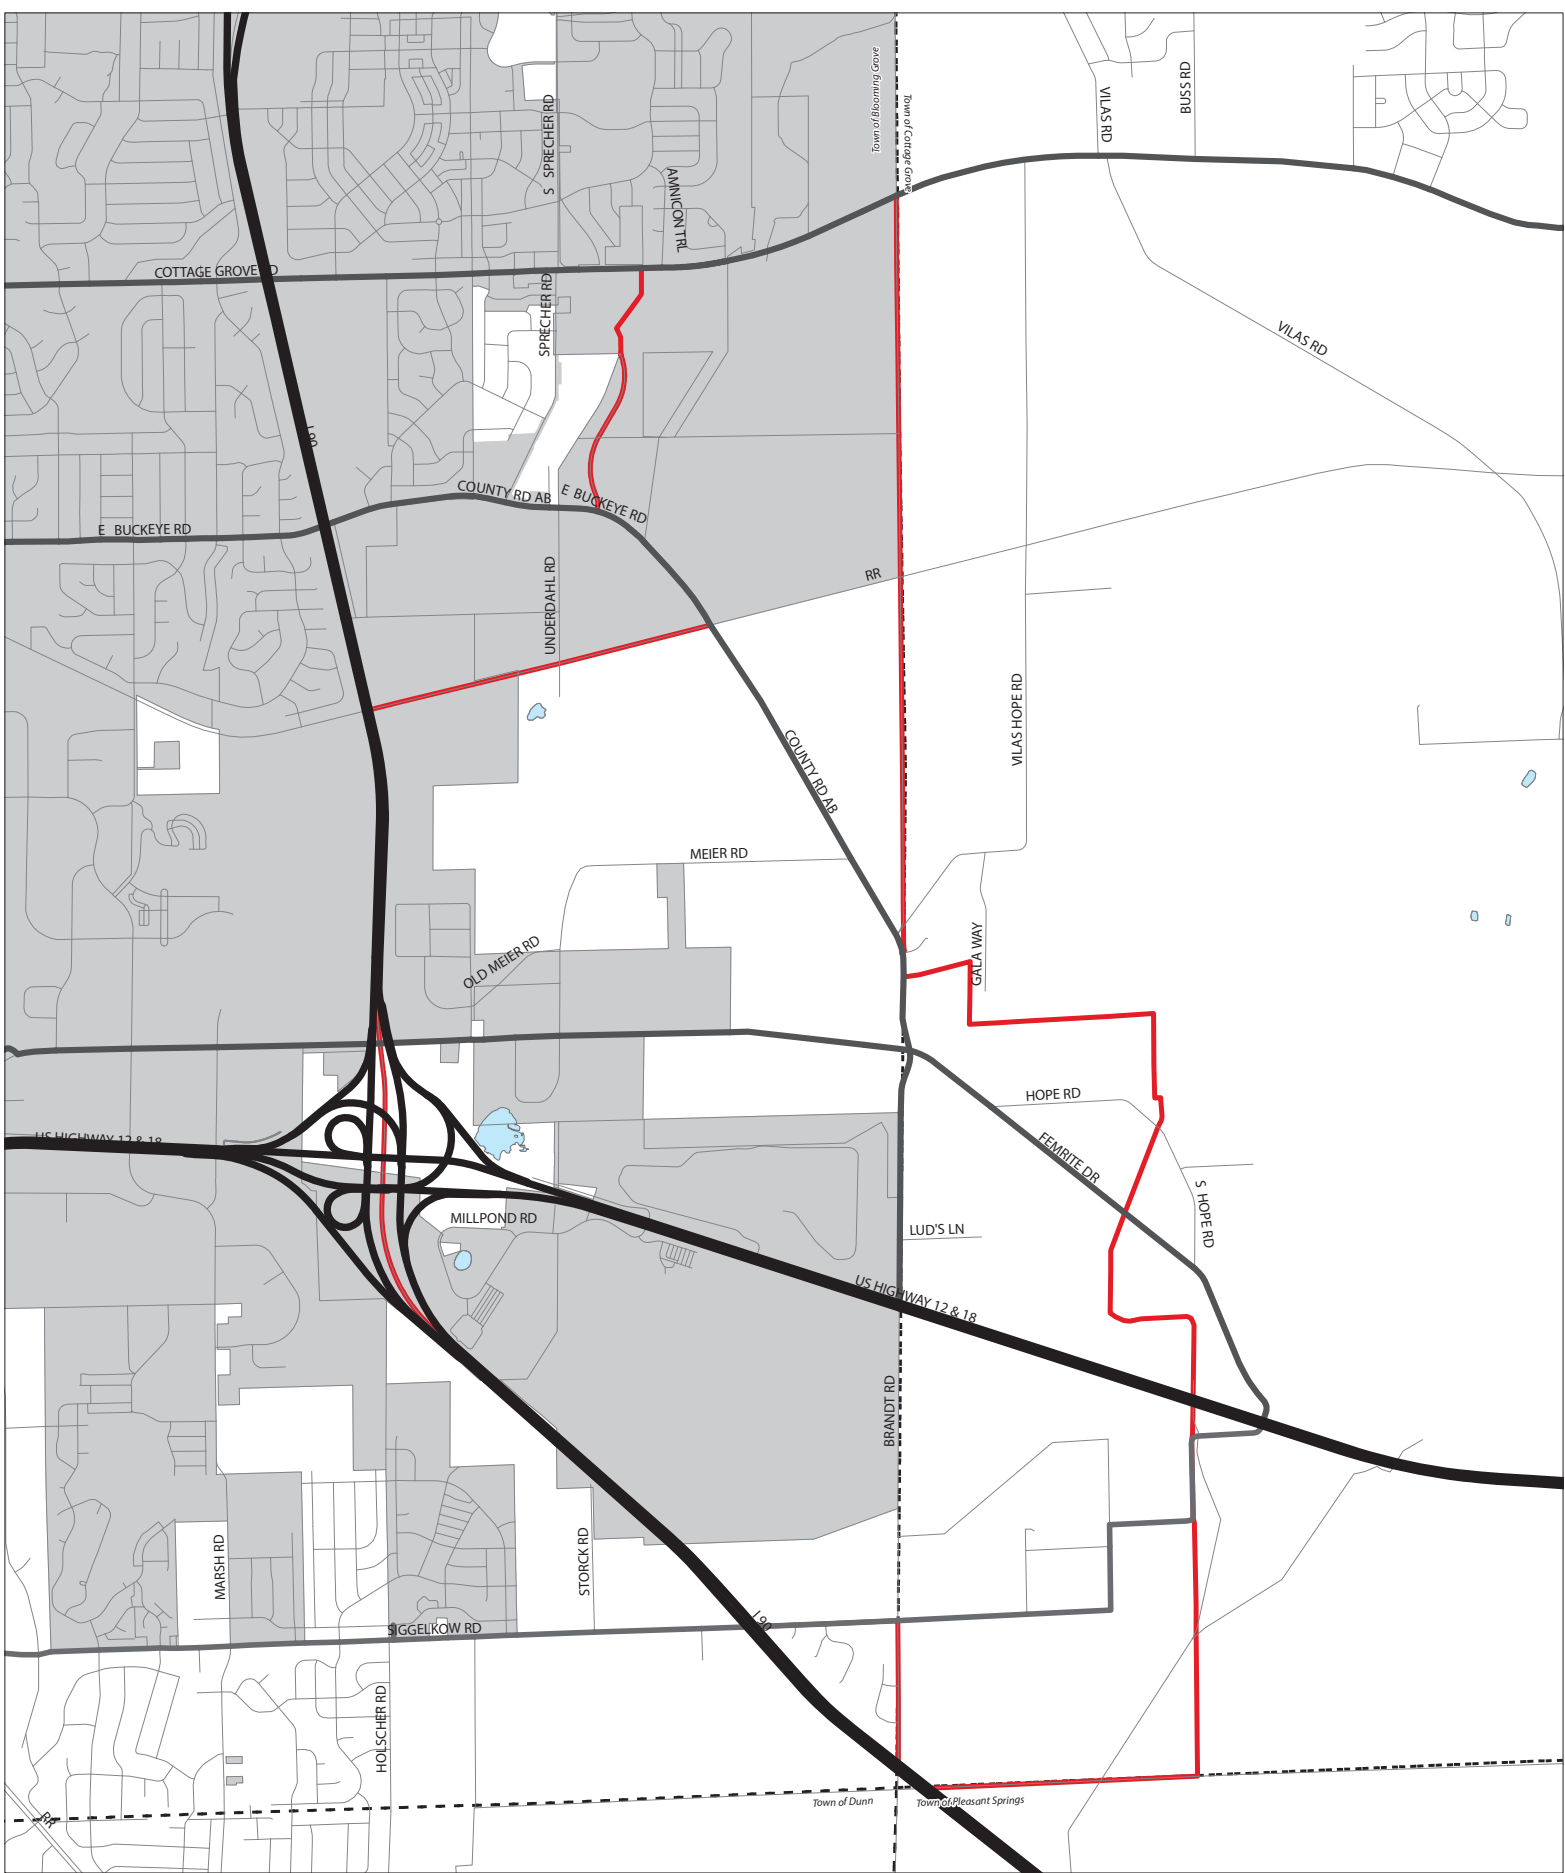 Town of Blooming Grove
Town of Cottage Grove
VILAS RD
BUSS RD
S SPRECHER RD
AMNICON TRL
COTTAGE GROVE RD
SPRECHER RD
VILAS RD
I 90
COUNTY RD AB
E BUCKEYE RD
E BUCKEYE RD
RR
UNDERDAHL RD
VILAS HOPE RD
COUNTY RD AB
MEIER RD
OLD MEIER RD
GALA WAY
HOPE RD
US HIGHWAY 12 & 18
FEMRITE DR
S HOPE RD
MILLPOND RD
LUD'S LN
US HIGHWAY 12 & 18
BRANDT RD
MARSH RD
STORCK RD
I 90
SIGGELKOW RD
HOLSCHER RD
Town of Dunn
Town of Pleasant Springs
RR